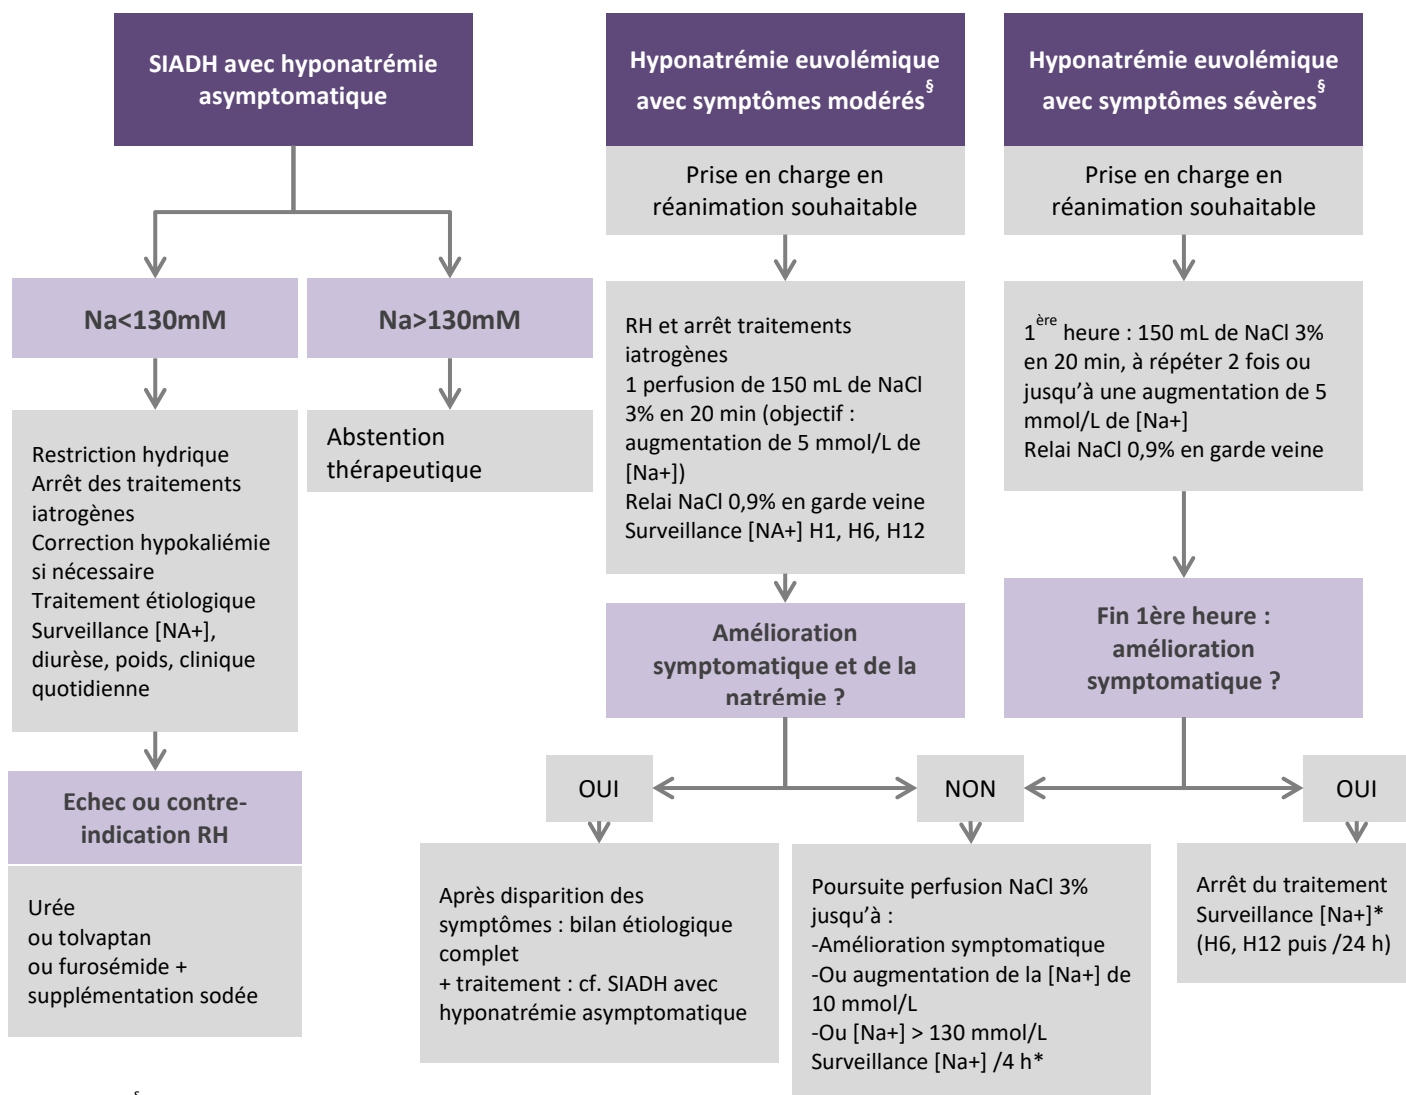 SIADH avec hyponatrémie
asymptomatique
Na<130mM
Na>130mM
Restriction hydrique
Arrêt des traitements
iatrogènes
Correction hypokaliémie
si nécessaire
Traitement étiologique
Surveillance [NA+],
diurèse, poids, clinique
quotidienne
Abstention
thérapeutique
Echec ou contre-
indication RH
Urée
ou tolvaptan
ou furosémide +
supplémentation sodée
Hyponatrémie euvolémique
avec symptômes modérés§
Prise en charge en
réanimation souhaitable
RH et arrêt traitements
iatrogènes
1 perfusion de 150 mL de NaCl
3% en 20 min (objectif :
augmentation de 5 mmol/L de
[Na+])
Relai NaCl 0,9% en garde veine
Surveillance [NA+] H1, H6, H12
Amélioration
symptomatique et de la
natrémie ?
OUI
NON
Après disparition des
symptômes : bilan étiologique
complet
+ traitement : cf. SIADH avec
hyponatrémie asymptomatique
Poursuite perfusion NaCl 3%
jusqu’à :
-Amélioration symptomatique
-Ou augmentation de la [Na+] de
10 mmol/L
-Ou [Na+] > 130 mmol/L
Surveillance [Na+] /4 h*
Hyponatrémie euvolémique
avec symptômes sévères§
Prise en charge en
réanimation souhaitable
1ère heure : 150 mL de NaCl 3%
en 20 min, à répéter 2 fois ou
jusqu’à une augmentation de 5
mmol/L de [Na+]
Relai NaCl 0,9% en garde veine
Fin 1ère heure :
amélioration
symptomatique ?
OUI
Arrêt du traitement
Surveillance [Na+]*
(H6, H12 puis /24 h)